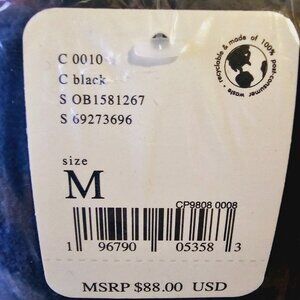 C 0010
C black
S OB1581267
S 69273696
recyclable & made of 100% post-consumer waste
size
M
CP9808 0008
1 96790 05358 3
MSRP $88.00 USD